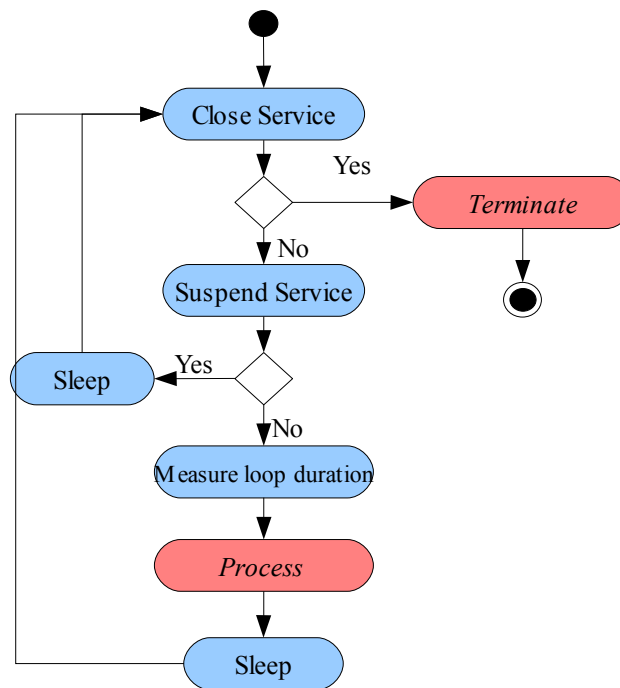 Close Service
Yes
Terminate
No
Suspend Service
Yes
Sleep
No
Measure loop duration
Process
Sleep